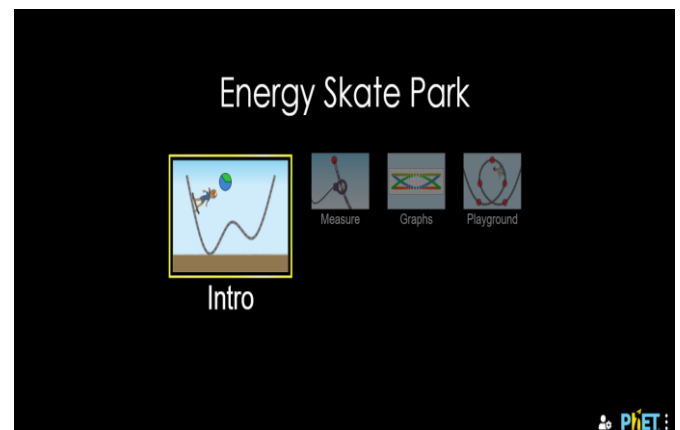 Energy Skate Park
Measure
Graphs
Playground
Intro
PhET